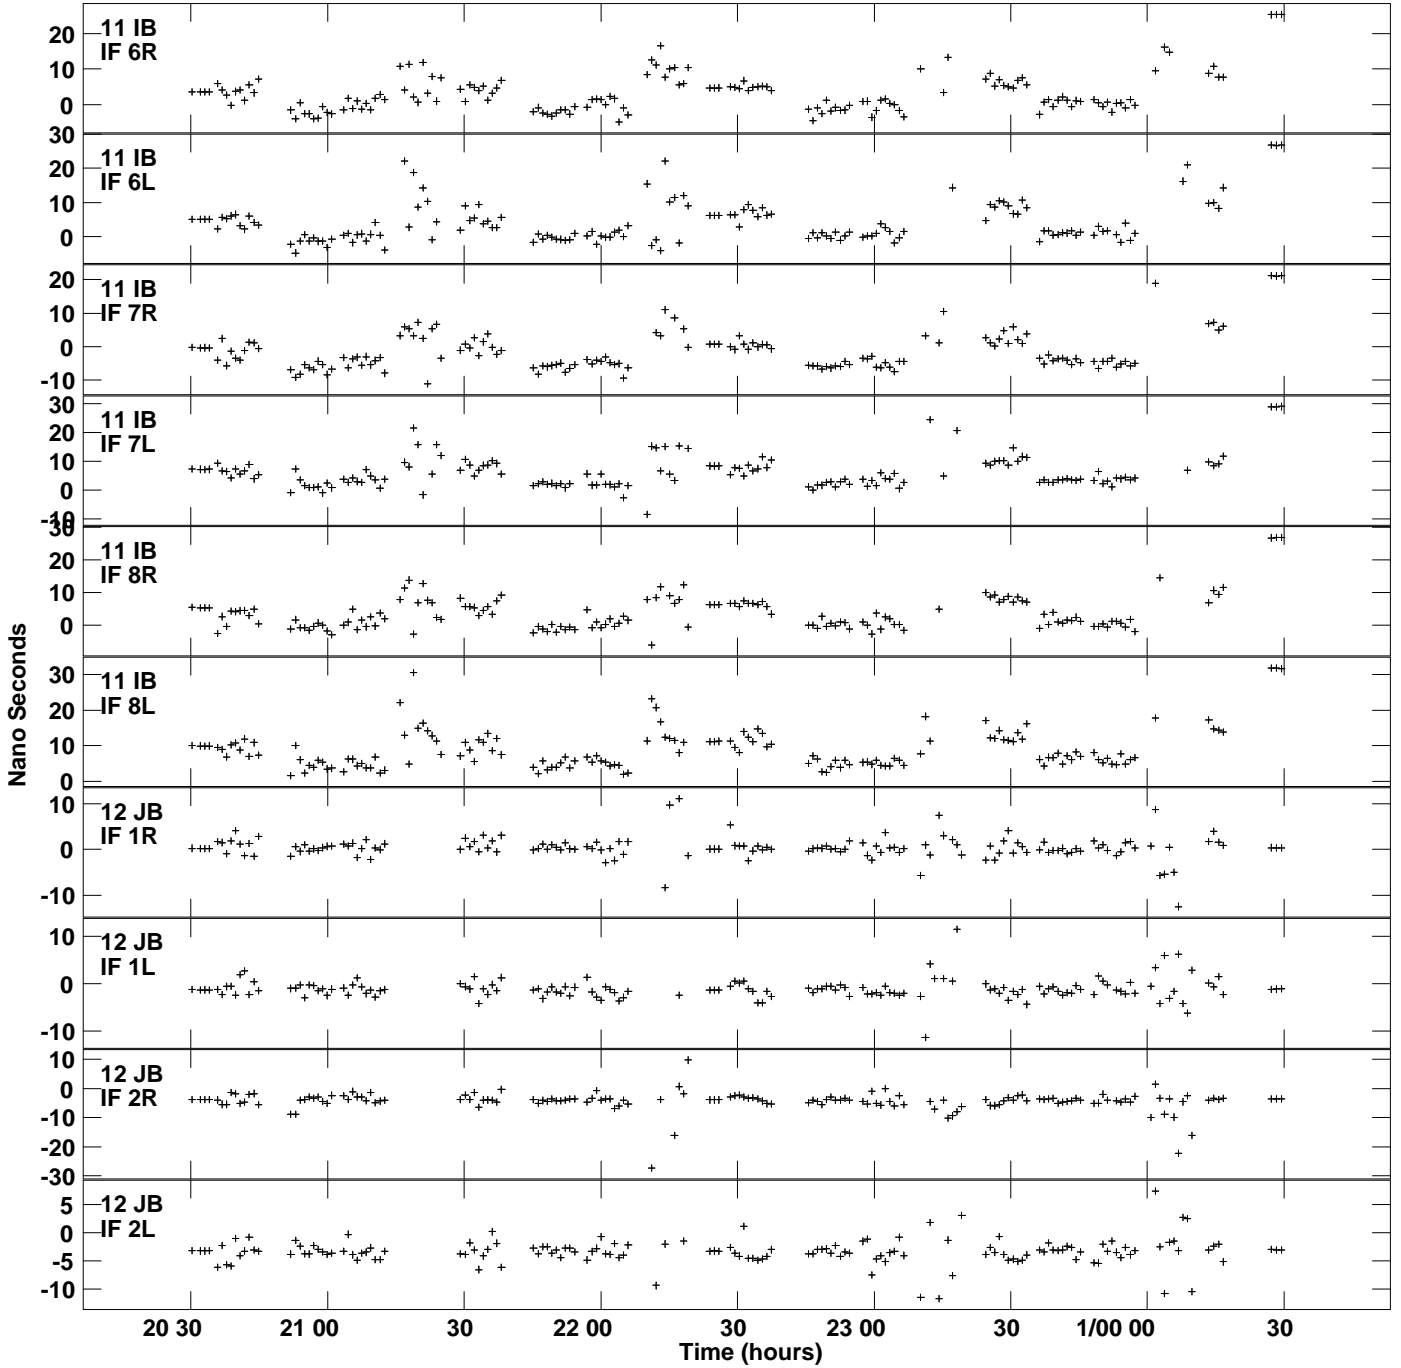 11 IB
IF 6R
20
10
0
11 IB
IF 6L
30
20
10
0
11 IB
IF 7R
20
10
0
-10
11 IB
IF 7L
30
20
10
0
-10
11 IB
IF 8R
30
20
10
0
11 IB
IF 8L
30
20
10
0
12 JB
IF 1R
10
0
-10
12 JB
IF 1L
10
0
-10
12 JB
IF 2R
10
0
-10
-20
-30
12 JB
IF 2L
5
0
-5
-10
Nano Seconds
20 30 21 00 30 22 00 30 23 00 30 1/00 00 30
Time (hours)